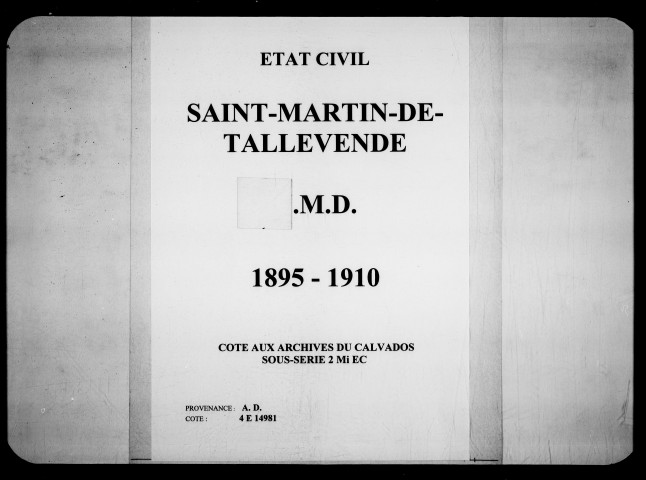 ETAT CIVIL
SAINT-MARTIN-DE-
TALLEVENDE
.M.D.
1895 - 1910
COTE AUX ARCHIVES DU CALVADOS
SOUS-SERIE 2 Mi EC
PROVENANCE : A. D.
COTE : 4 E 14981